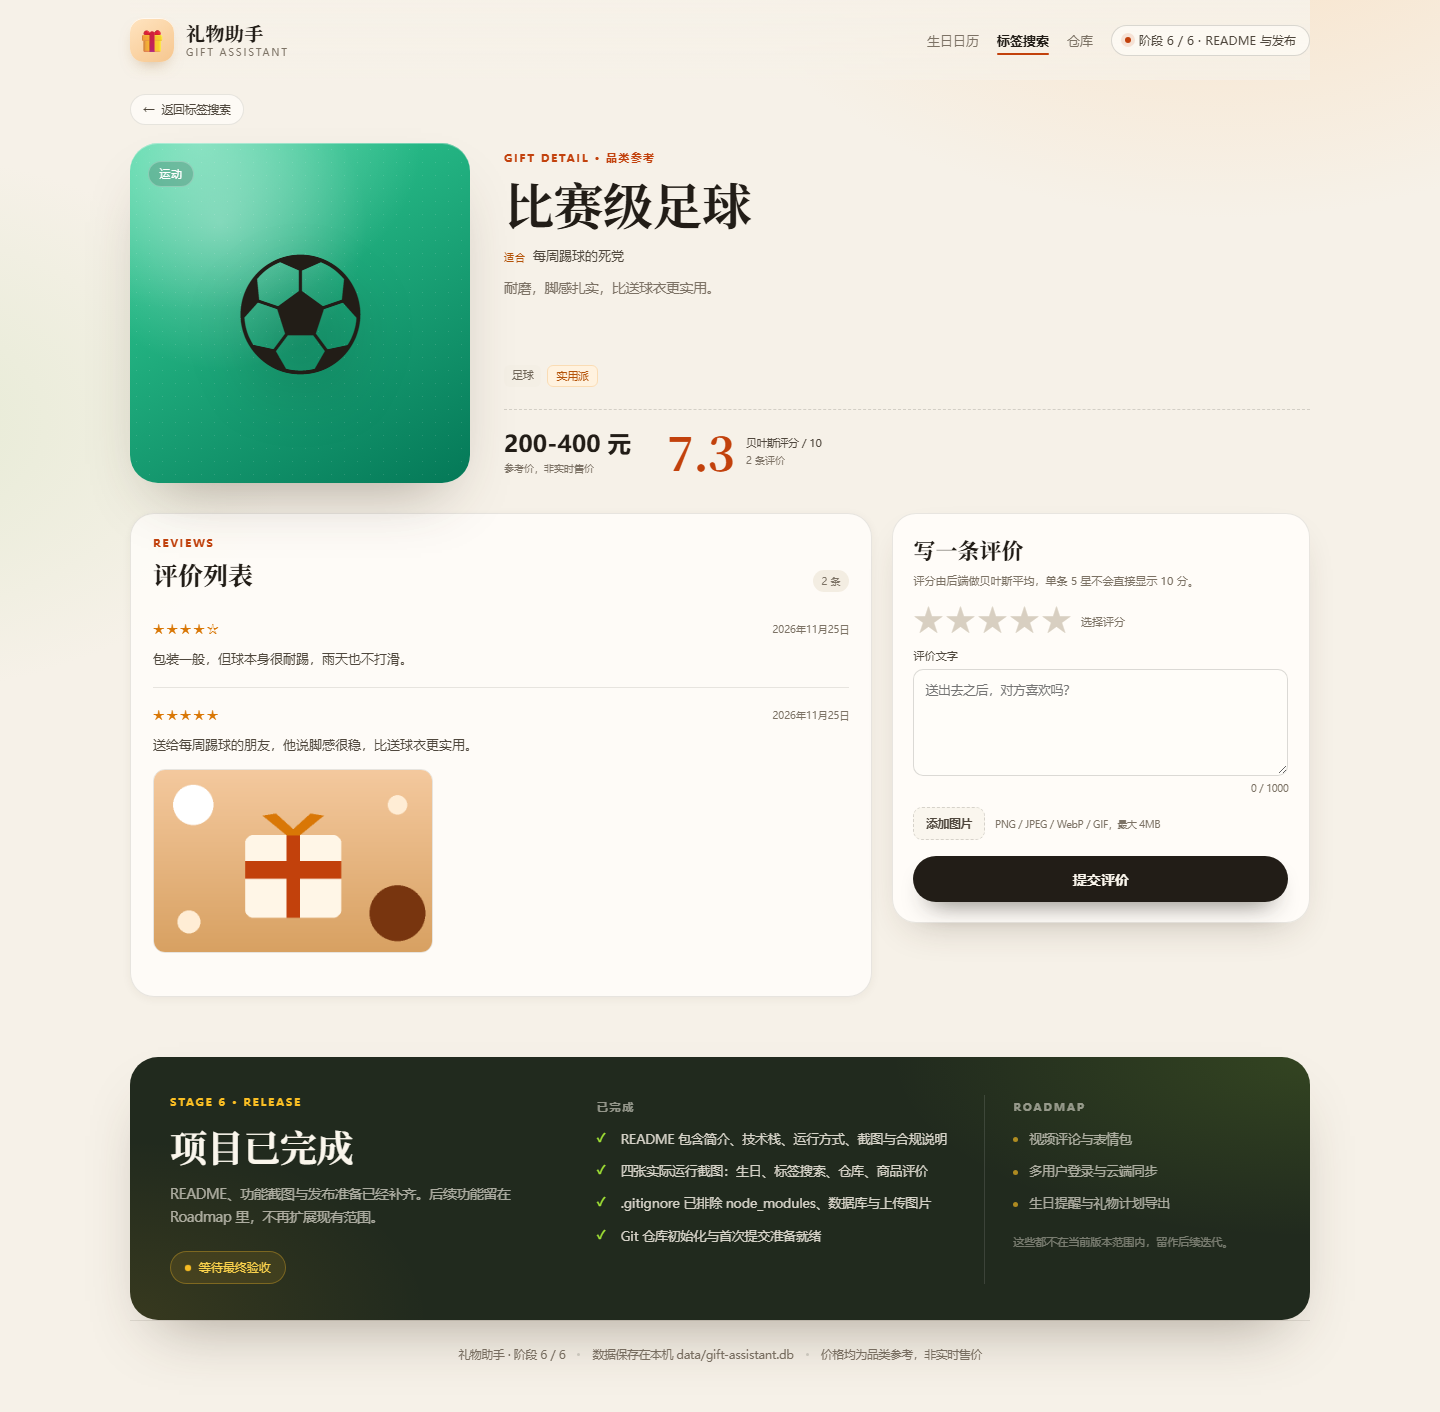 礼物助手
GIFT ASSISTANT
生日日历
标签搜索
仓库
阶段 6 / 6 · README 与发布
← 返回标签搜索
运动
GIFT DETAIL • 品类参考
比赛级足球
适合 每周踢球的死党
耐磨，脚感扎实，比送球衣更实用。
足球
实用派
200-400 元
参考价，非实时售价
7.3
贝叶斯评分 / 10
2 条评价
REVIEWS
评价列表
2 条
★★★★☆
2026年11月25日
包装一般，但球本身很耐踢，雨天也不打滑。
★★★★★
2026年11月25日
送给每周踢球的朋友，他说脚感很稳，比送球衣更实用。
写一条评价
评分由后端做贝叶斯平均，单条 5 星不会直接显示 10 分。
★★★★★ 选择评分
评价文字
送出去之后，对方喜欢吗？
0 / 1000
添加图片
PNG / JPEG / WebP / GIF，最大 4MB
提交评价
STAGE 6 • RELEASE
项目已完成
README、功能截图与发布准备已经补齐。后续功能留在
Roadmap 里，不再扩展现有范围。
等待最终验收
已完成
✓ README 包含简介、技术栈、运行方式、截图与合规说明
✓ 四张实际运行截图：生日、标签搜索、仓库、商品评价
✓ .gitignore 已排除 node_modules、数据库与上传图片
✓ Git 仓库初始化与首次提交准备就绪
ROADMAP
视频评论与表情包
多用户登录与云端同步
生日提醒与礼物计划导出
这些都不在当前版本范围内，留作后续迭代。
礼物助手 · 阶段 6 / 6 • 数据保存在本机 data/gift-assistant.db • 价格均为品类参考，非实时售价